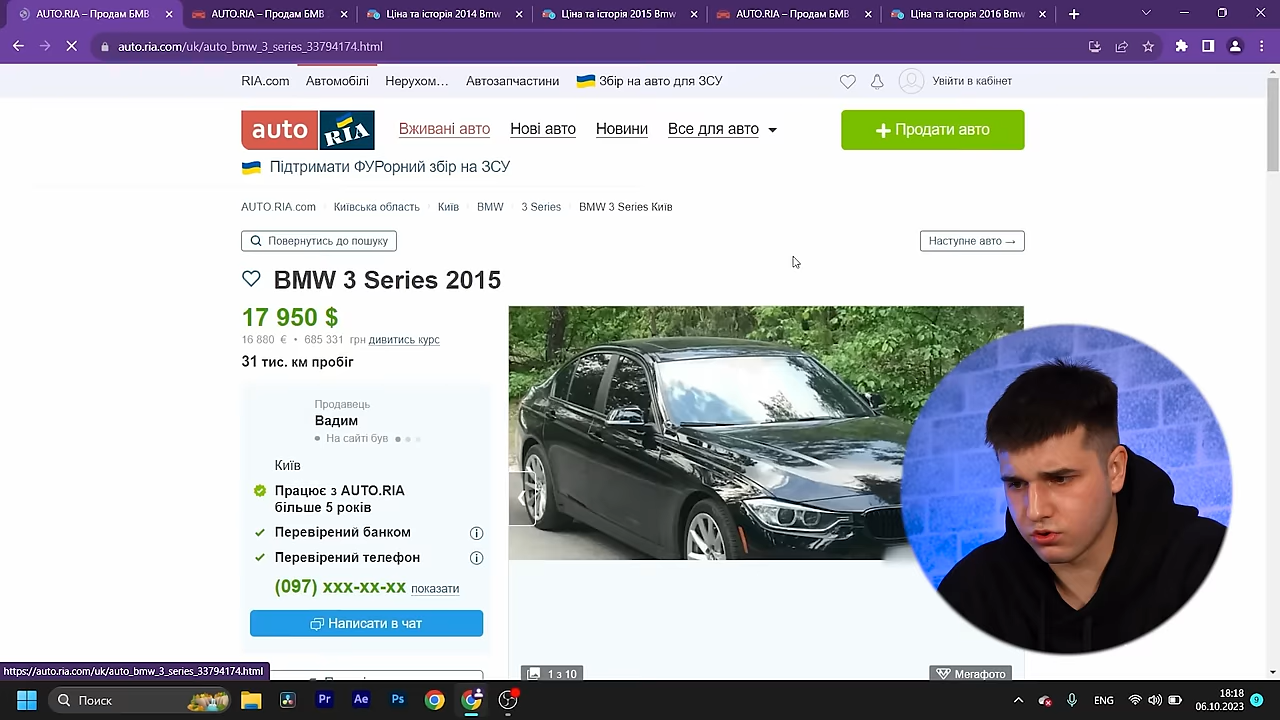 AUTO.RIA – Продам БМВ
AUTO.RIA – Продам БМВ
Ціна та історія 2014 Bmw
Ціна та історія 2015 Bmw
AUTO.RIA – Продам БМВ
Ціна та історія 2016 Bmw
auto.ria.com/uk/auto_bmw_3_series_33794174.html
RIA.com Автомобілі Нерухом… Автозапчастини Збір на авто для ЗСУ Увійти в кабінет
auto RIA Вживані авто Нові авто Новини Все для авто Продати авто
Підтримати ФУРорний збір на ЗСУ
AUTO.RIA.com Київська область Київ BMW 3 Series BMW 3 Series Київ
Повернутись до пошуку Наступне авто →
BMW 3 Series 2015
17 950 $
16 880 € • 685 331 грн дивитись курс
31 тис. км пробіг
Продавець
Вадим
На сайті був
Київ
Працює з AUTO.RIA
більше 5 років
Перевірений банком
Перевірений телефон
(097) xxx-xx-xx показати
Написати в чат
1 з 10
Мегафото
https://auto.ria.com/uk/auto_bmw_3_series_33794174.html
Поиск
Pr
Ae
Ps
ENG
18:18
06.10.2023
9